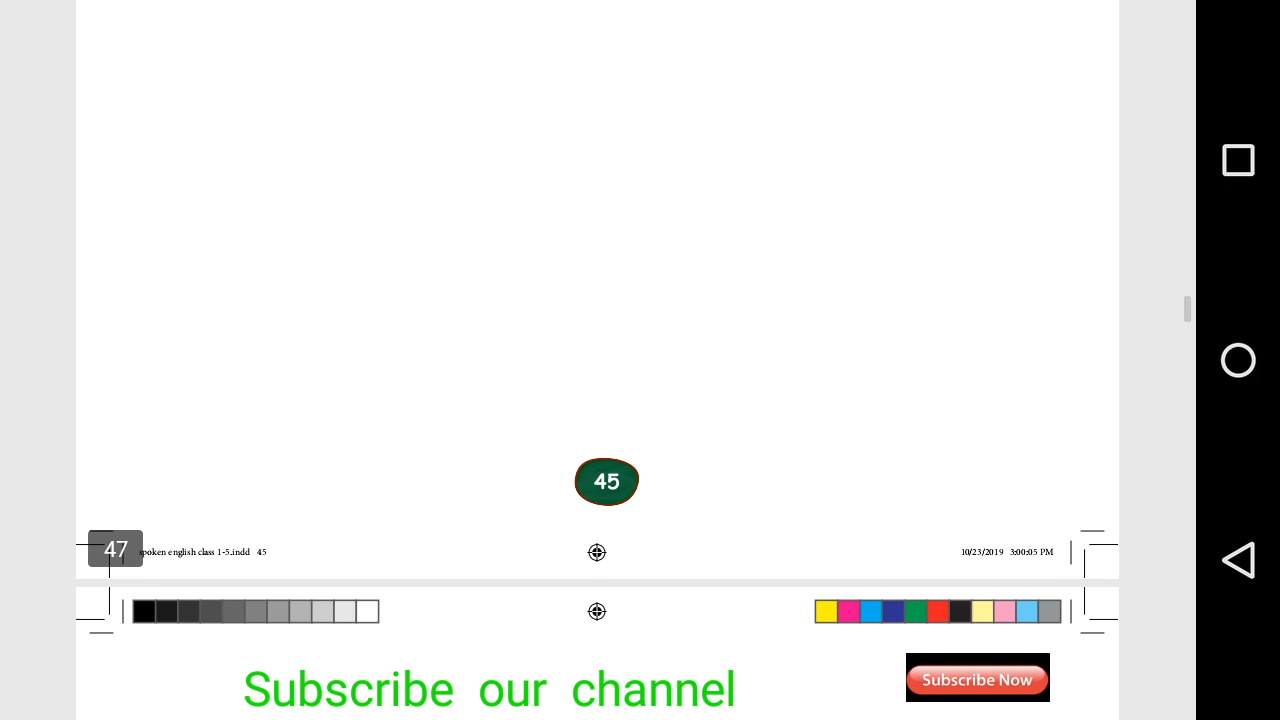 45
47
spoken english class 1-5.indd 45
10/23/2019 3:00:05 PM
Subscribe our channel
Subscribe Now